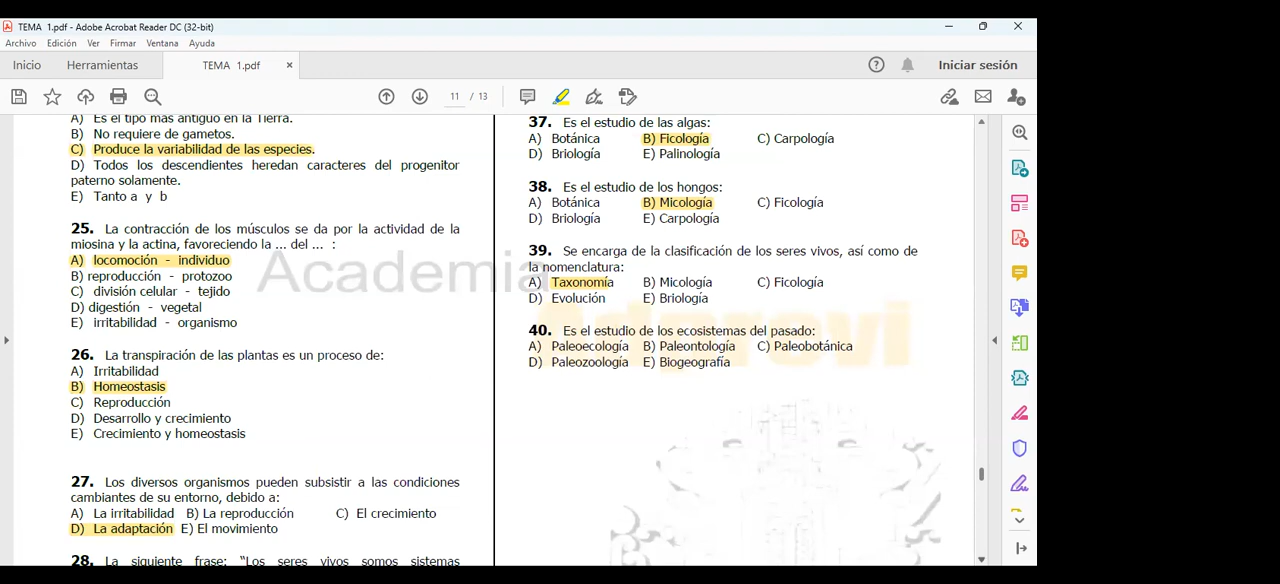 TEMA 1.pdf - Adobe Acrobat Reader DC (32-bit)
Archivo Edición Ver Firmar Ventana Ayuda
Inicio Herramientas TEMA 1.pdf × Iniciar sesión
11 / 13
A) Es el tipo más antiguo en la Tierra.
B) No requiere de gametos.
C) Produce la variabilidad de las especies.
D) Todos los descendientes heredan caracteres del progenitor
paterno solamente.
E) Tanto a y b
25. La contracción de los músculos se da por la actividad de la
miosina y la actina, favoreciendo la ... del ... :
A) locomoción - individuo
B) reproducción - protozoo
C) división celular - tejido
D) digestión - vegetal
E) irritabilidad - organismo
26. La transpiración de las plantas es un proceso de:
A) Irritabilidad
B) Homeostasis
C) Reproducción
D) Desarrollo y crecimiento
E) Crecimiento y homeostasis
27. Los diversos organismos pueden subsistir a las condiciones
cambiantes de su entorno, debido a:
A) La irritabilidad B) La reproducción C) El crecimiento
D) La adaptación E) El movimiento
28. La siguiente frase: "Los seres vivos somos sistemas
37. Es el estudio de las algas:
A) Botánica B) Ficología C) Carpología
D) Briología E) Palinología
38. Es el estudio de los hongos:
A) Botánica B) Micología C) Ficología
D) Briología E) Carpología
39. Se encarga de la clasificación de los seres vivos, así como de
la nomenclatura:
A) Taxonomía B) Micología C) Ficología
D) Evolución E) Briología
40. Es el estudio de los ecosistemas del pasado:
A) Paleoecología B) Paleontología C) Paleobotánica
D) Paleozoología E) Biogeografía
Academia
Adprovi